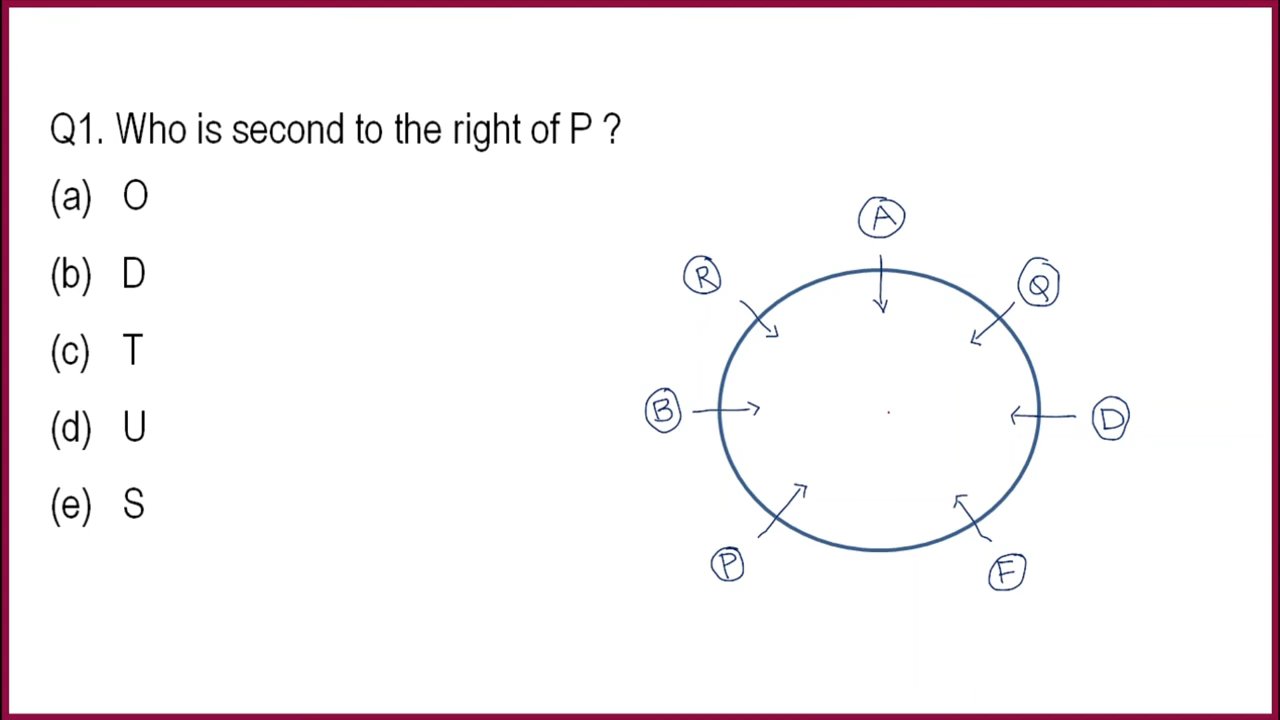 Q1. Who is second to the right of P ?
(a) O
(b) D
(c) T
(d) U
(e) S
A
R
Q
B
D
P
F